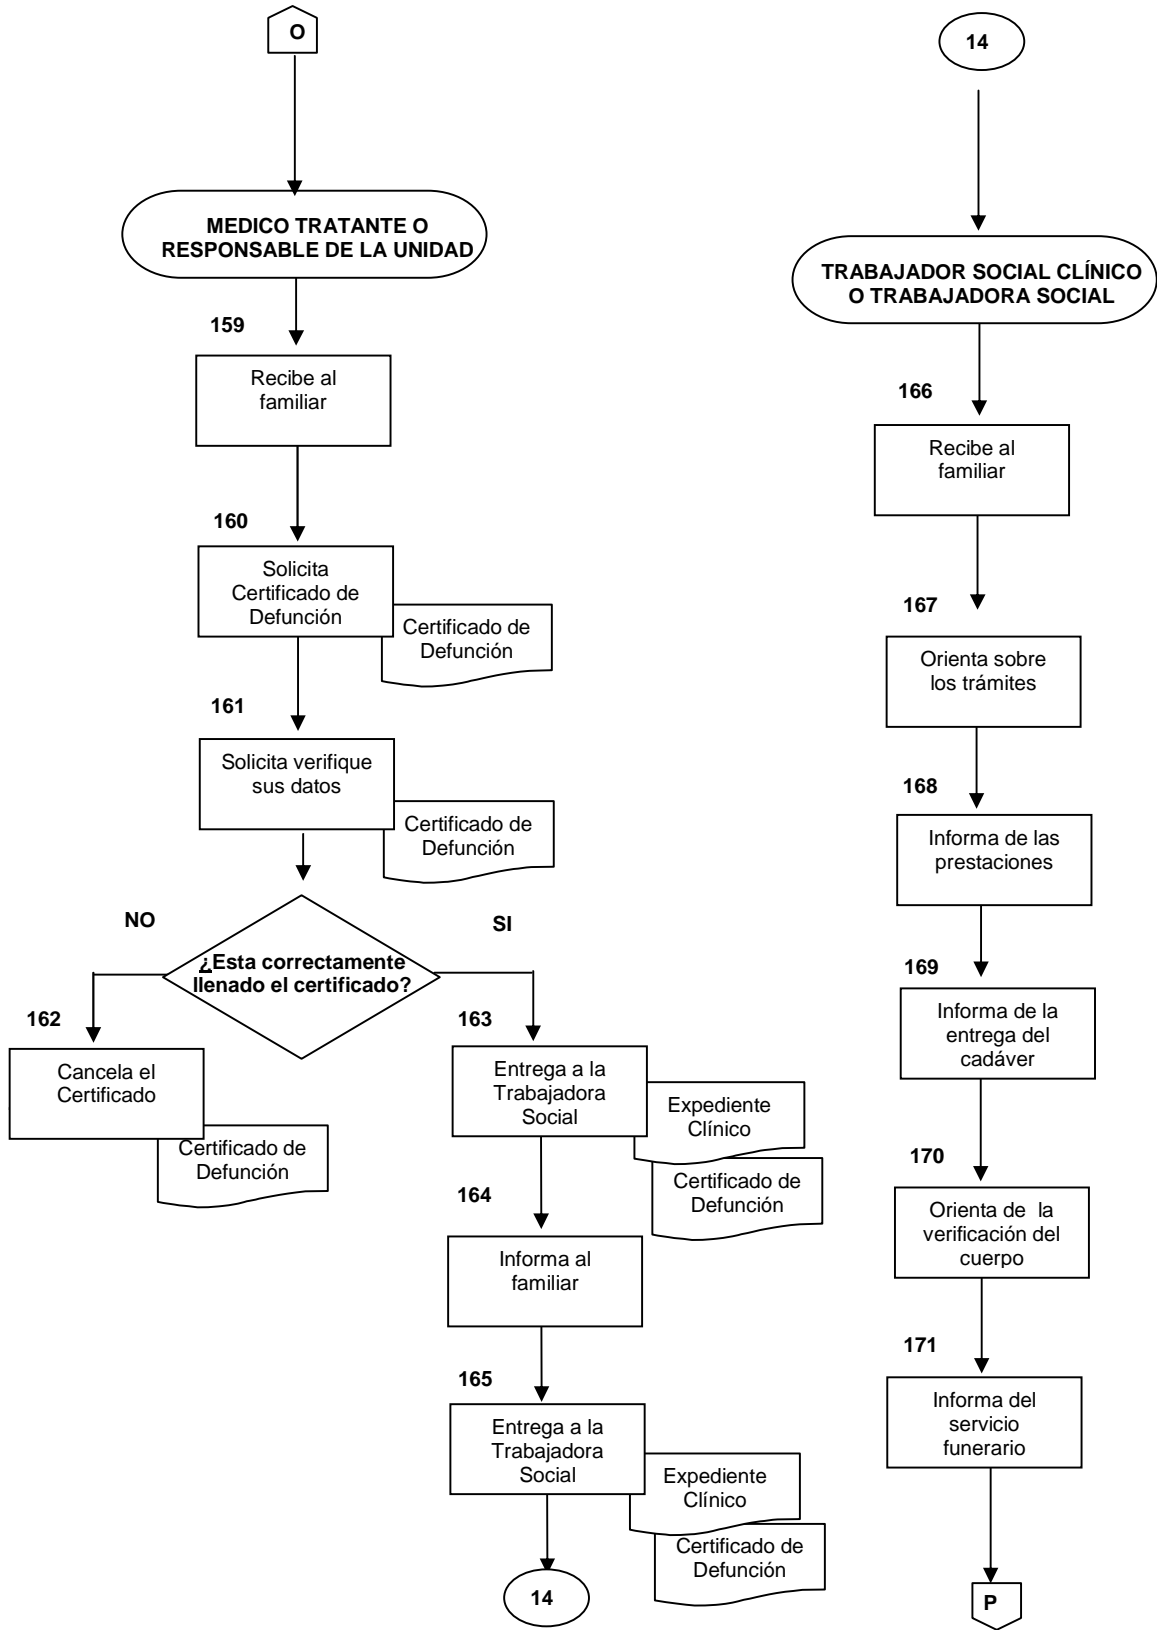 O
MEDICO TRATANTE O
RESPONSABLE DE LA UNIDAD
159
Recibe al
familiar
160
Solicita
Certificado de
Defunción
Certificado de
Defunción
161
Solicita verifique
sus datos
Certificado de
Defunción
NO
SI
¿Esta correctamente
llenado el certificado?
162
Cancela el
Certificado
Certificado de
Defunción
163
Entrega a la
Trabajadora
Social
Expediente
Clínico
Certificado de
Defunción
164
Informa al
familiar
165
Entrega a la
Trabajadora
Social
Expediente
Clínico
Certificado de
Defunción
14
14
TRABAJADOR SOCIAL CLÍNICO
O TRABAJADORA SOCIAL
166
Recibe al
familiar
167
Orienta sobre
los trámites
168
Informa de las
prestaciones
169
Informa de la
entrega del
cadáver
170
Orienta de  la
verificación del
cuerpo
171
Informa del
servicio
funerario
P